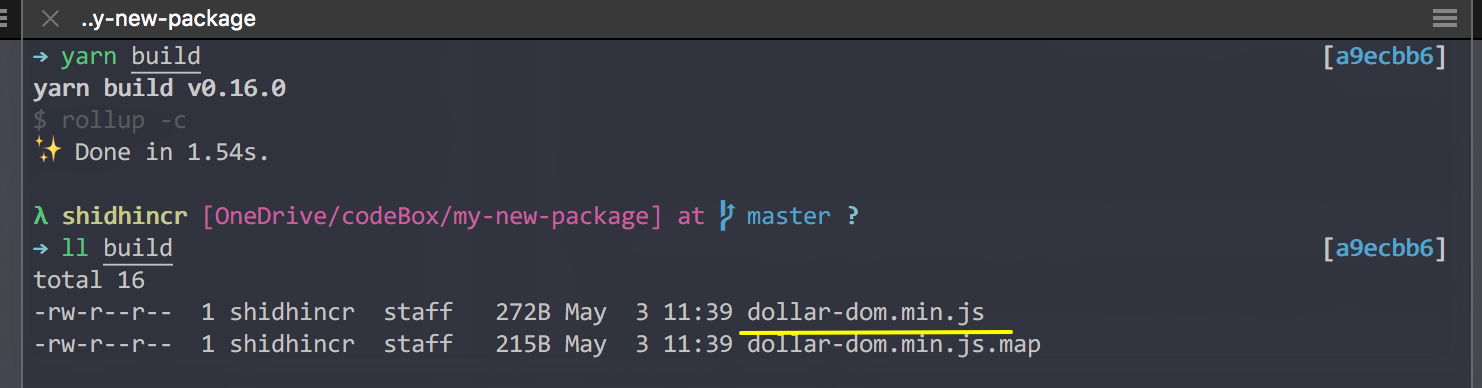 ..y-new-package
→ yarn build [a9ecbb6]
yarn build v0.16.0
$ rollup -c
✨ Done in 1.54s.
λ shidhincr [OneDrive/codeBox/my-new-package] at master ?
→ ll build [a9ecbb6]
total 16
-rw-r--r-- 1 shidhincr staff 272B May 3 11:39 dollar-dom.min.js
-rw-r--r-- 1 shidhincr staff 215B May 3 11:39 dollar-dom.min.js.map